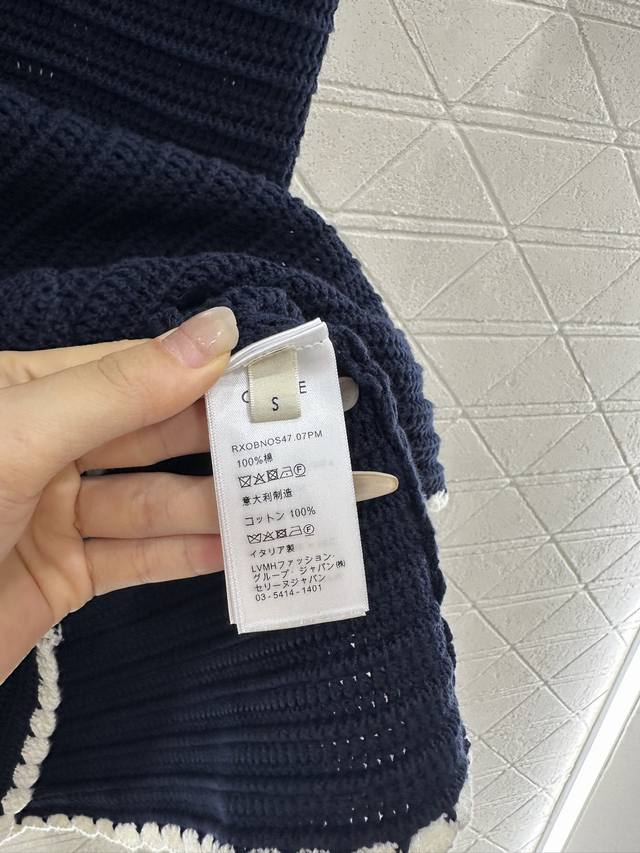 S
RXOBNOS47.07PM
100%棉
意大利制造
コットン 100%
イタリア製
LVMHファッション・
グループ・ジャパン(株)
セリーヌジャパン
03-5414-1401